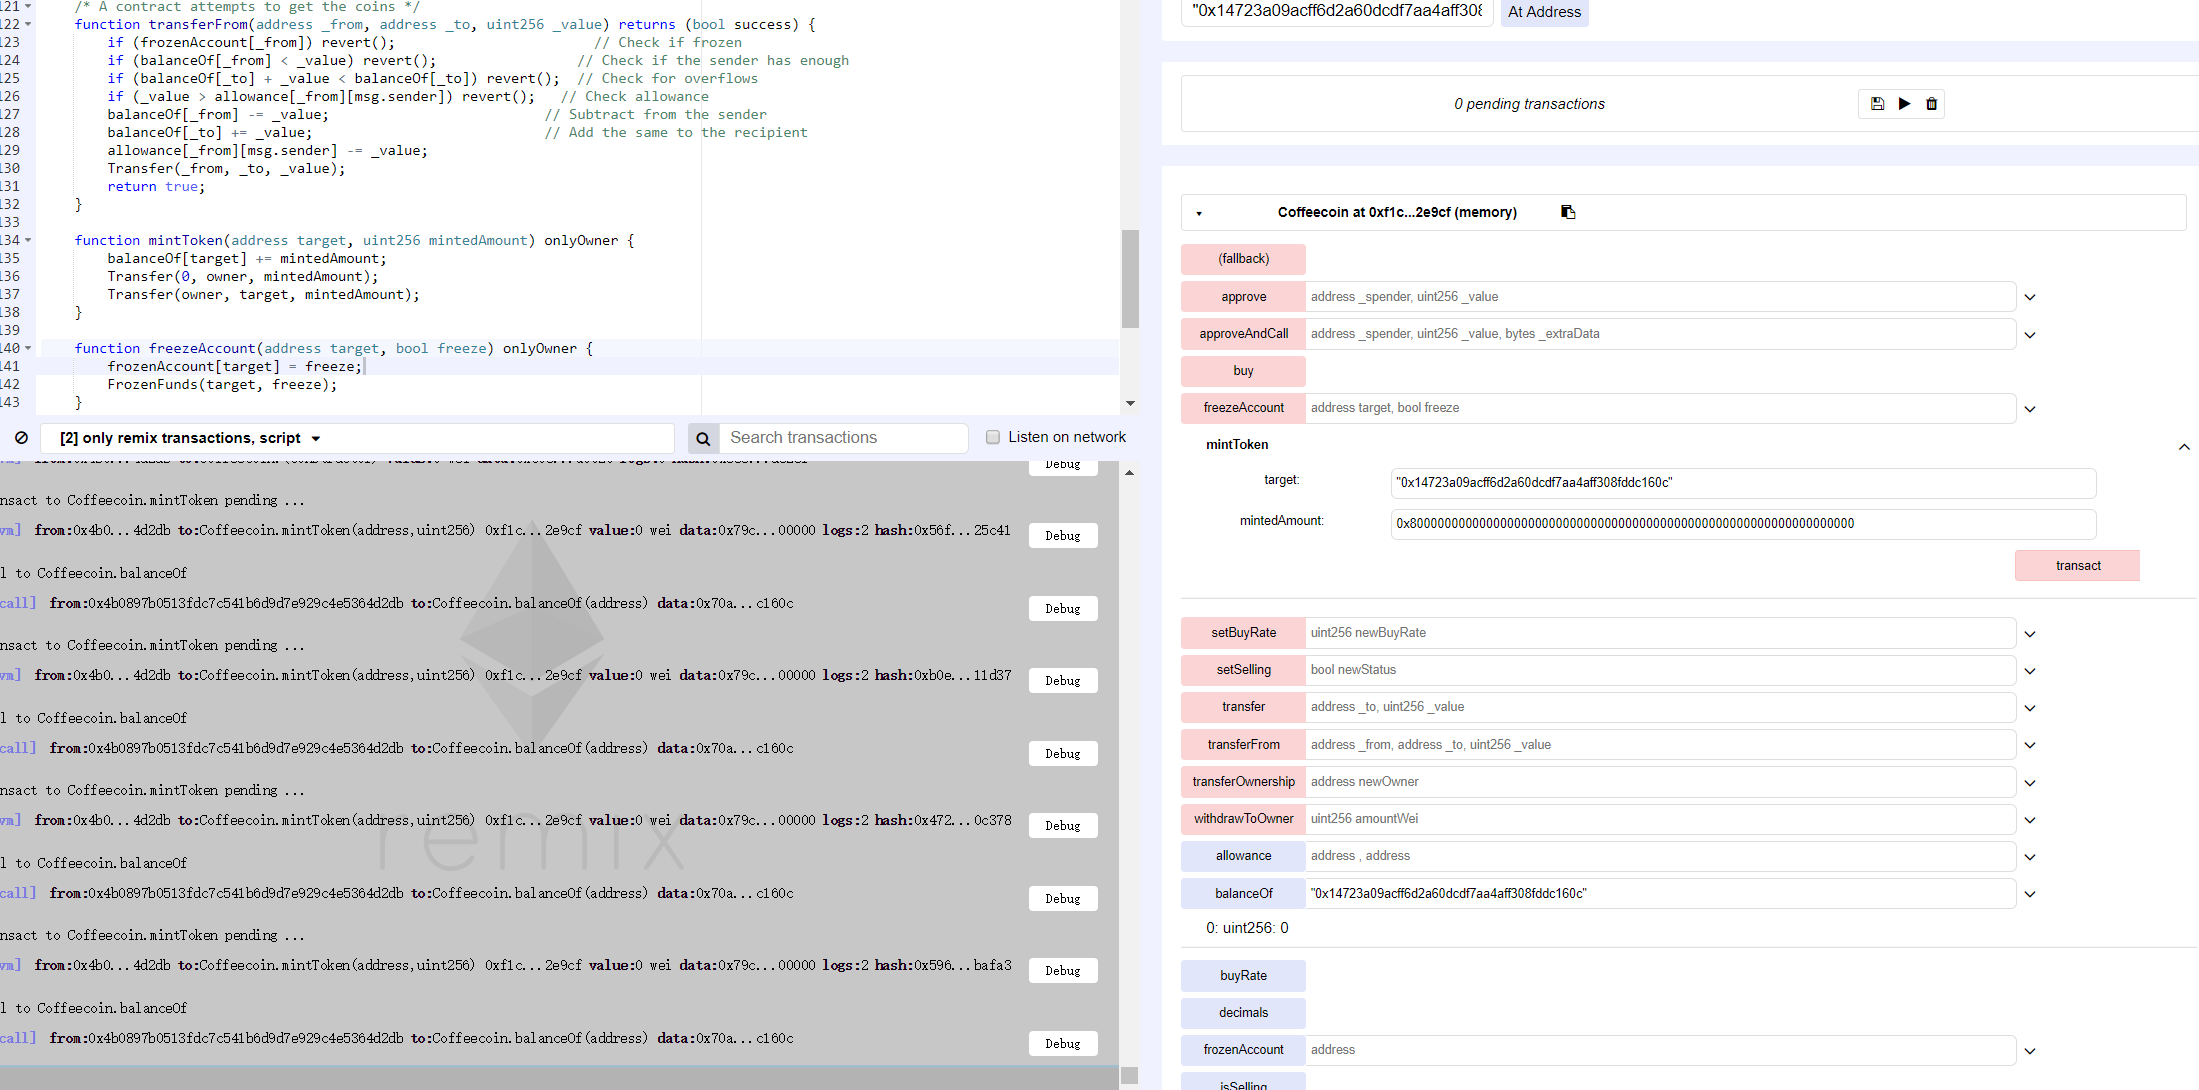 121 /* A contract attempts to get the coins */
122 function transferFrom(address _from, address _to, uint256 _value) returns (bool success) {
123 if (frozenAccount[_from]) revert(); // Check if frozen
124 if (balanceOf[_from] < _value) revert(); // Check if the sender has enough
125 if (balanceOf[_to] + _value < balanceOf[_to]) revert(); // Check for overflows
126 if (_value > allowance[_from][msg.sender]) revert(); // Check allowance
127 balanceOf[_from] -= _value; // Subtract from the sender
128 balanceOf[_to] += _value; // Add the same to the recipient
129 allowance[_from][msg.sender] -= _value;
130 Transfer(_from, _to, _value);
131 return true;
132 }
133
134 function mintToken(address target, uint256 mintedAmount) onlyOwner {
135 balanceOf[target] += mintedAmount;
136 Transfer(0, owner, mintedAmount);
137 Transfer(owner, target, mintedAmount);
138 }
139
140 function freezeAccount(address target, bool freeze) onlyOwner {
141 frozenAccount[target] = freeze;
142 FrozenFunds(target, freeze);
143 }
[2] only remix transactions, script
Search transactions
Listen on network
Debug
nsact to Coffeecoin.mintToken pending ...
vm] from:0x4b0...4d2db to:Coffeecoin.mintToken(address,uint256) 0xf1c...2e9cf value:0 wei data:0x79c...00000 logs:2 hash:0x56f...25c41
Debug
l to Coffeecoin.balanceOf
call] from:0x4b0897b0513fdc7c541b6d9d7e929c4e5364d2db to:Coffeecoin.balanceOf(address) data:0x70a...c160c
Debug
nsact to Coffeecoin.mintToken pending ...
vm] from:0x4b0...4d2db to:Coffeecoin.mintToken(address,uint256) 0xf1c...2e9cf value:0 wei data:0x79c...00000 logs:2 hash:0xb0e...11d37
Debug
l to Coffeecoin.balanceOf
call] from:0x4b0897b0513fdc7c541b6d9d7e929c4e5364d2db to:Coffeecoin.balanceOf(address) data:0x70a...c160c
Debug
nsact to Coffeecoin.mintToken pending ...
vm] from:0x4b0...4d2db to:Coffeecoin.mintToken(address,uint256) 0xf1c...2e9cf value:0 wei data:0x79c...00000 logs:2 hash:0x472...0c378
Debug
remix
l to Coffeecoin.balanceOf
call] from:0x4b0897b0513fdc7c541b6d9d7e929c4e5364d2db to:Coffeecoin.balanceOf(address) data:0x70a...c160c
Debug
nsact to Coffeecoin.mintToken pending ...
vm] from:0x4b0...4d2db to:Coffeecoin.mintToken(address,uint256) 0xf1c...2e9cf value:0 wei data:0x79c...00000 logs:2 hash:0x596...bafa3
Debug
l to Coffeecoin.balanceOf
call] from:0x4b0897b0513fdc7c541b6d9d7e929c4e5364d2db to:Coffeecoin.balanceOf(address) data:0x70a...c160c
Debug
"0x14723a09acff6d2a60dcdf7aa4aff308
At Address
0 pending transactions
Coffeecoin at 0xf1c...2e9cf (memory)
(fallback)
approve address _spender, uint256 _value
approveAndCall address _spender, uint256 _value, bytes _extraData
buy
freezeAccount address target, bool freeze
mintToken
target: "0x14723a09acff6d2a60dcdf7aa4aff308fddc160c"
mintedAmount: 0x8000000000000000000000000000000000000000000000000000000000000000
transact
setBuyRate uint256 newBuyRate
setSelling bool newStatus
transfer address _to, uint256 _value
transferFrom address _from, address _to, uint256 _value
transferOwnership address newOwner
withdrawToOwner uint256 amountWei
allowance address , address
balanceOf "0x14723a09acff6d2a60dcdf7aa4aff308fddc160c"
0: uint256: 0
buyRate
decimals
frozenAccount address
isSelling